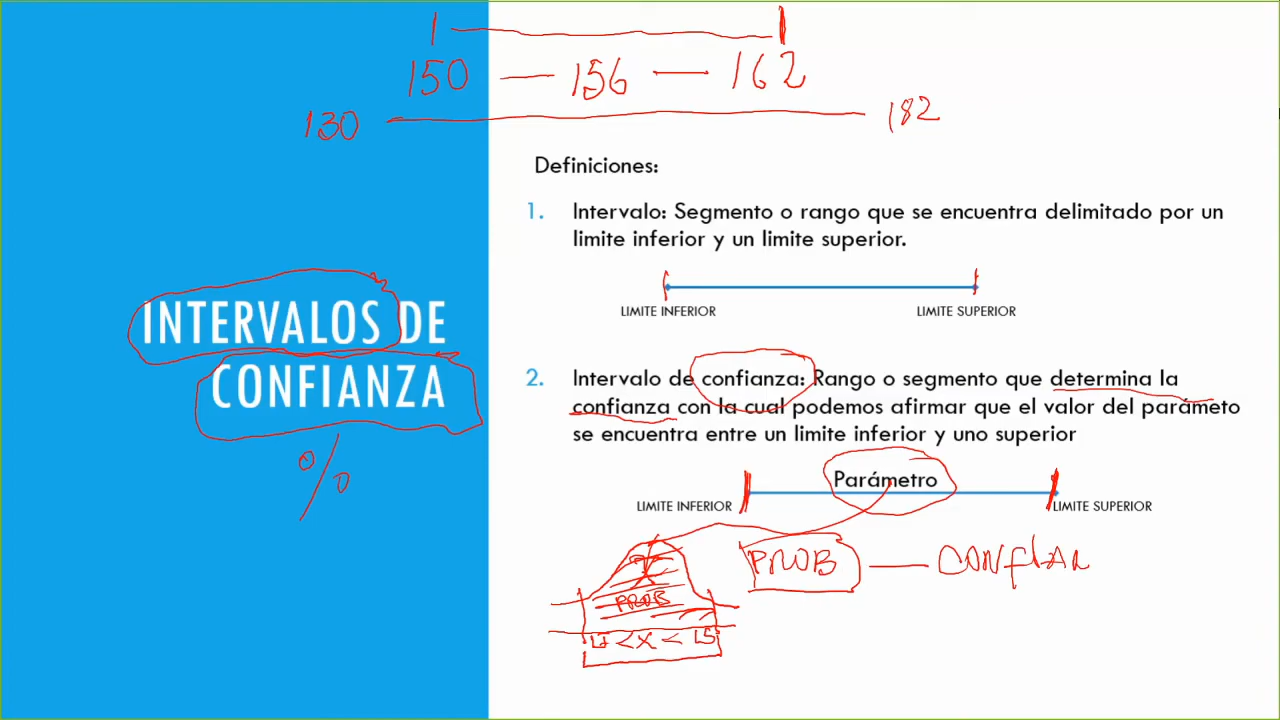 150 — 156 — 162
130 — 182
INTERVALOS DE
CONFIANZA
%
Definiciones:
1. Intervalo: Segmento o rango que se encuentra delimitado por un
limite inferior y un limite superior.
LIMITE INFERIOR LIMITE SUPERIOR
2. Intervalo de confianza: Rango o segmento que determina la
confianza con la cual podemos afirmar que el valor del parámeto
se encuentra entre un limite inferior y uno superior
Parámetro
LIMITE INFERIOR LIMITE SUPERIOR
PROB — CONFIAR
PROB
LI < X < LS